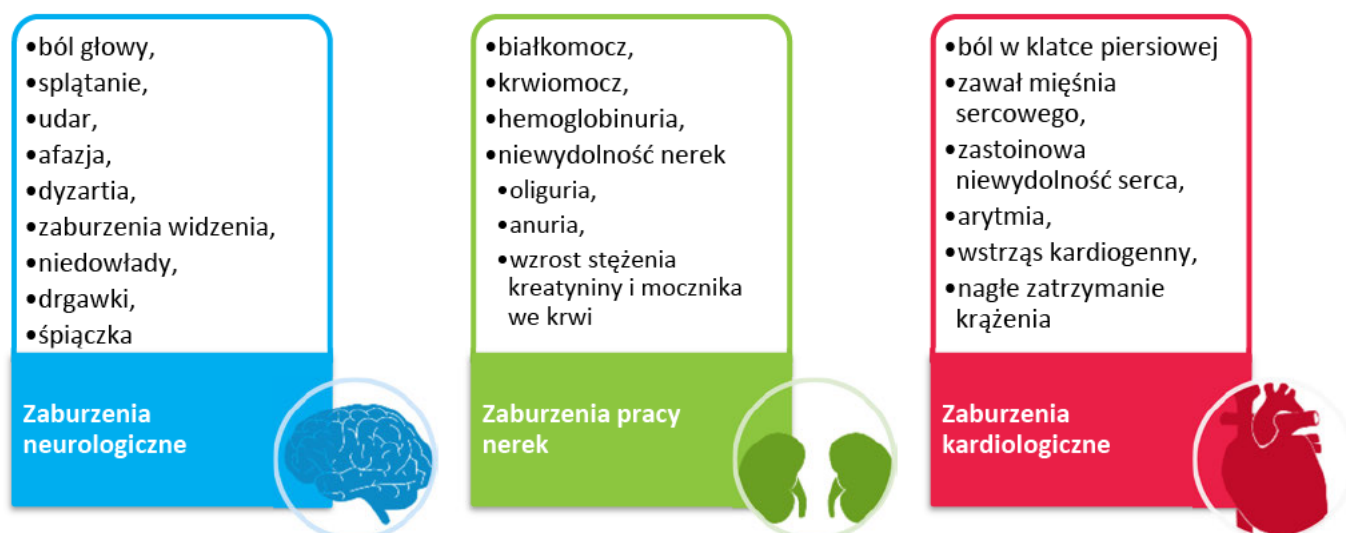 •ból głowy,
•splątanie,
•udar,
•afazja,
•dyzartia,
•zaburzenia widzenia,
•niedowłady,
•drgawki,
•śpiączka
Zaburzenia
neurologiczne
•białkomocz,
•krwiomocz,
•hemoglobinuria,
•niewydolność nerek
•oliguria,
•anuria,
•wzrost stężenia
kreatyniny i mocznika
we krwi
Zaburzenia pracy
nerek
•ból w klatce piersiowej
•zawał mięśnia
sercowego,
•zastoinowa
niewydolność serca,
•arytmia,
•wstrząs kardiogenny,
•nagłe zatrzymanie
krążenia
Zaburzenia
kardiologiczne